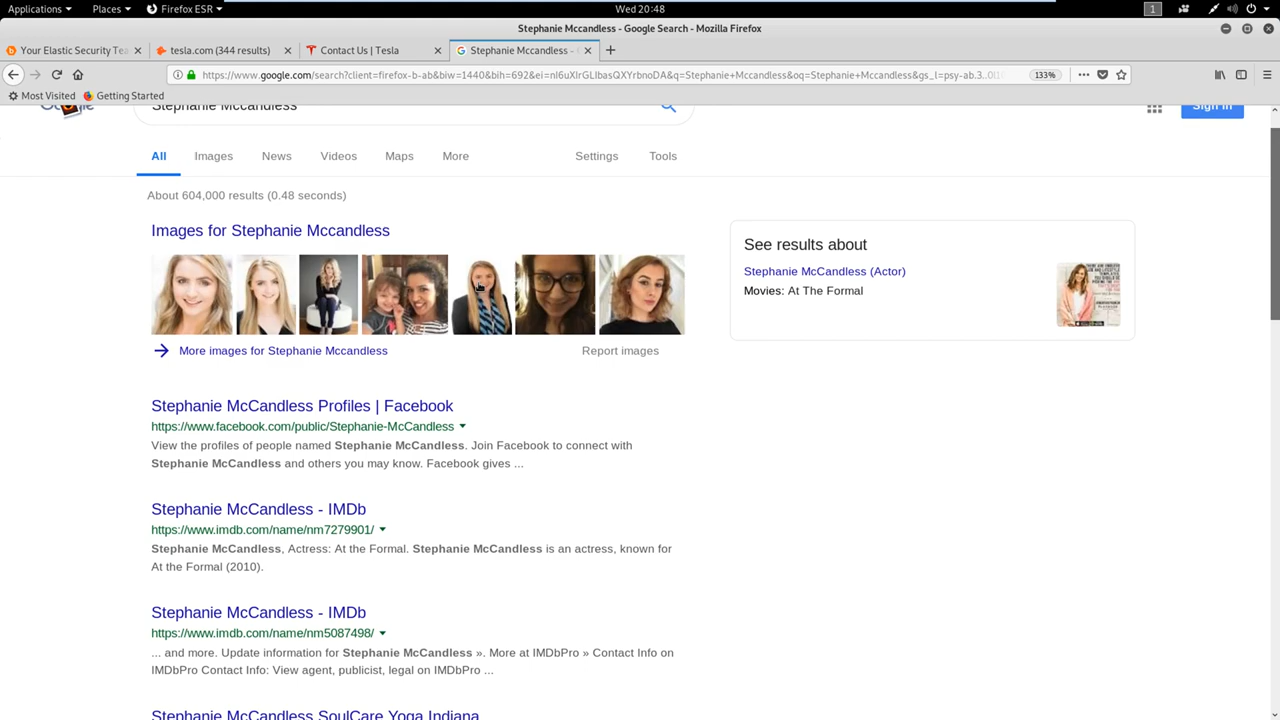 Applications Places Firefox ESR Wed 20:48 1
Stephanie Mccandless - Google Search - Mozilla Firefox
Your Elastic Security Tea tesla.com (344 results) Contact Us | Tesla Stephanie Mccandless -
https://www.google.com/search?client=firefox-b-ab&biw=1440&bih=692&ei=nl6uXIrGLIbasQXYrbnoDA&q=Stephanie+Mccandless&oq=Stephanie+Mccandless&gs_l=psy-ab.3 133%
Most Visited Getting Started
Stephanie Mccandless Sign in
All Images News Videos Maps More Settings Tools
About 604,000 results (0.48 seconds)
Images for Stephanie Mccandless
More images for Stephanie Mccandless Report images
See results about
Stephanie McCandless (Actor)
Movies: At The Formal
Stephanie McCandless Profiles | Facebook
https://www.facebook.com/public/Stephanie-McCandless
View the profiles of people named Stephanie McCandless. Join Facebook to connect with
Stephanie McCandless and others you may know. Facebook gives ...
Stephanie McCandless - IMDb
https://www.imdb.com/name/nm7279901/
Stephanie McCandless, Actress: At the Formal. Stephanie McCandless is an actress, known for
At the Formal (2010).
Stephanie McCandless - IMDb
https://www.imdb.com/name/nm5087498/
... and more. Update information for Stephanie McCandless ». More at IMDbPro » Contact Info on
IMDbPro Contact Info: View agent, publicist, legal on IMDbPro ...
Stephanie McCandless SoulCare Yoga Indiana